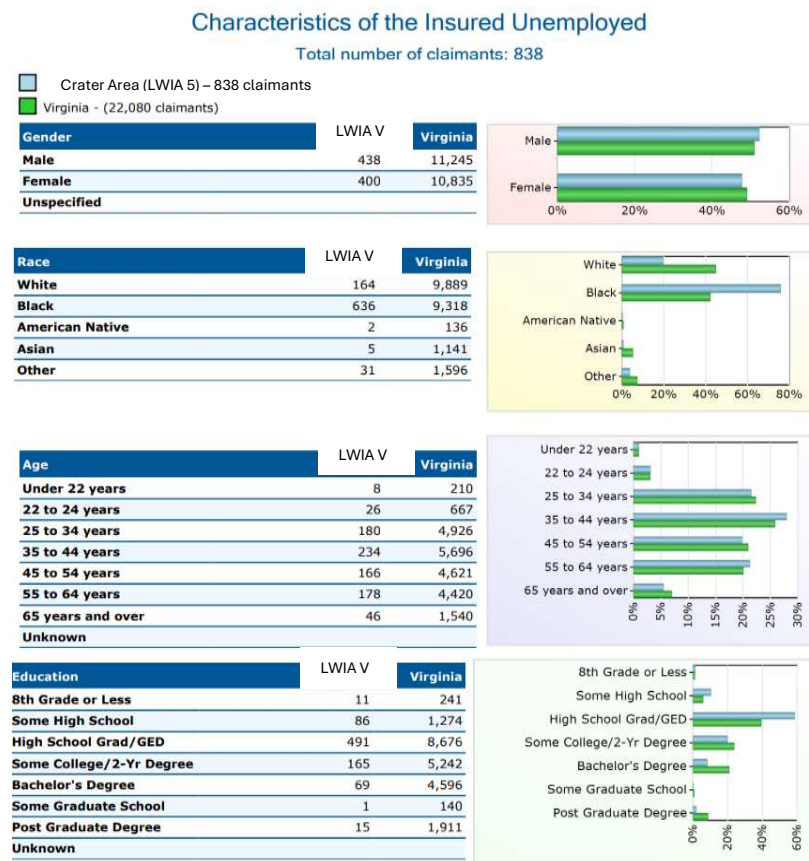 Characteristics of the Insured Unemployed
Total number of claimants: 838
Crater Area (LWIA 5) – 838 claimants
Virginia - (22,080 claimants)
Gender LWIA V Virginia
Male 438 11,245
Female 400 10,835
Unspecified
Male
Female
0% 20% 40% 60%
Race LWIA V Virginia
White 164 9,889
Black 636 9,318
American Native 2 136
Asian 5 1,141
Other 31 1,596
White
Black
American Native
Asian
Other
0% 20% 40% 60% 80%
Age LWIA V Virginia
Under 22 years 8 210
22 to 24 years 26 667
25 to 34 years 180 4,926
35 to 44 years 234 5,696
45 to 54 years 166 4,621
55 to 64 years 178 4,420
65 years and over 46 1,540
Unknown
Under 22 years
22 to 24 years
25 to 34 years
35 to 44 years
45 to 54 years
55 to 64 years
65 years and over
0% 5% 10% 15% 20% 25% 30%
Education LWIA V Virginia
8th Grade or Less 11 241
Some High School 86 1,274
High School Grad/GED 491 8,676
Some College/2-Yr Degree 165 5,242
Bachelor's Degree 69 4,596
Some Graduate School 1 140
Post Graduate Degree 15 1,911
Unknown
8th Grade or Less
Some High School
High School Grad/GED
Some College/2-Yr Degree
Bachelor's Degree
Some Graduate School
Post Graduate Degree
0% 20% 40% 60%